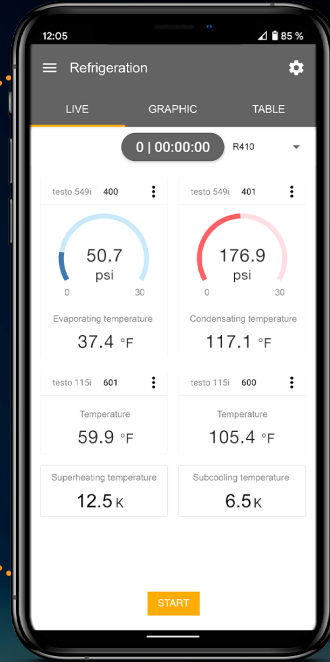 12:05
85 %
Refrigeration
LIVE GRAPHIC TABLE
0 | 00:00:00 R410
testo 549i 400
testo 549i 401
50.7
psi
0 30
176.9
psi
0 30
Evaporating temperature
37.4 °F
Condensating temperature
117.1 °F
testo 115i 601
testo 115i 600
Temperature
59.9 °F
Temperature
105.4 °F
Superheating temperature
12.5 K
Subcooling temperature
6.5 K
START